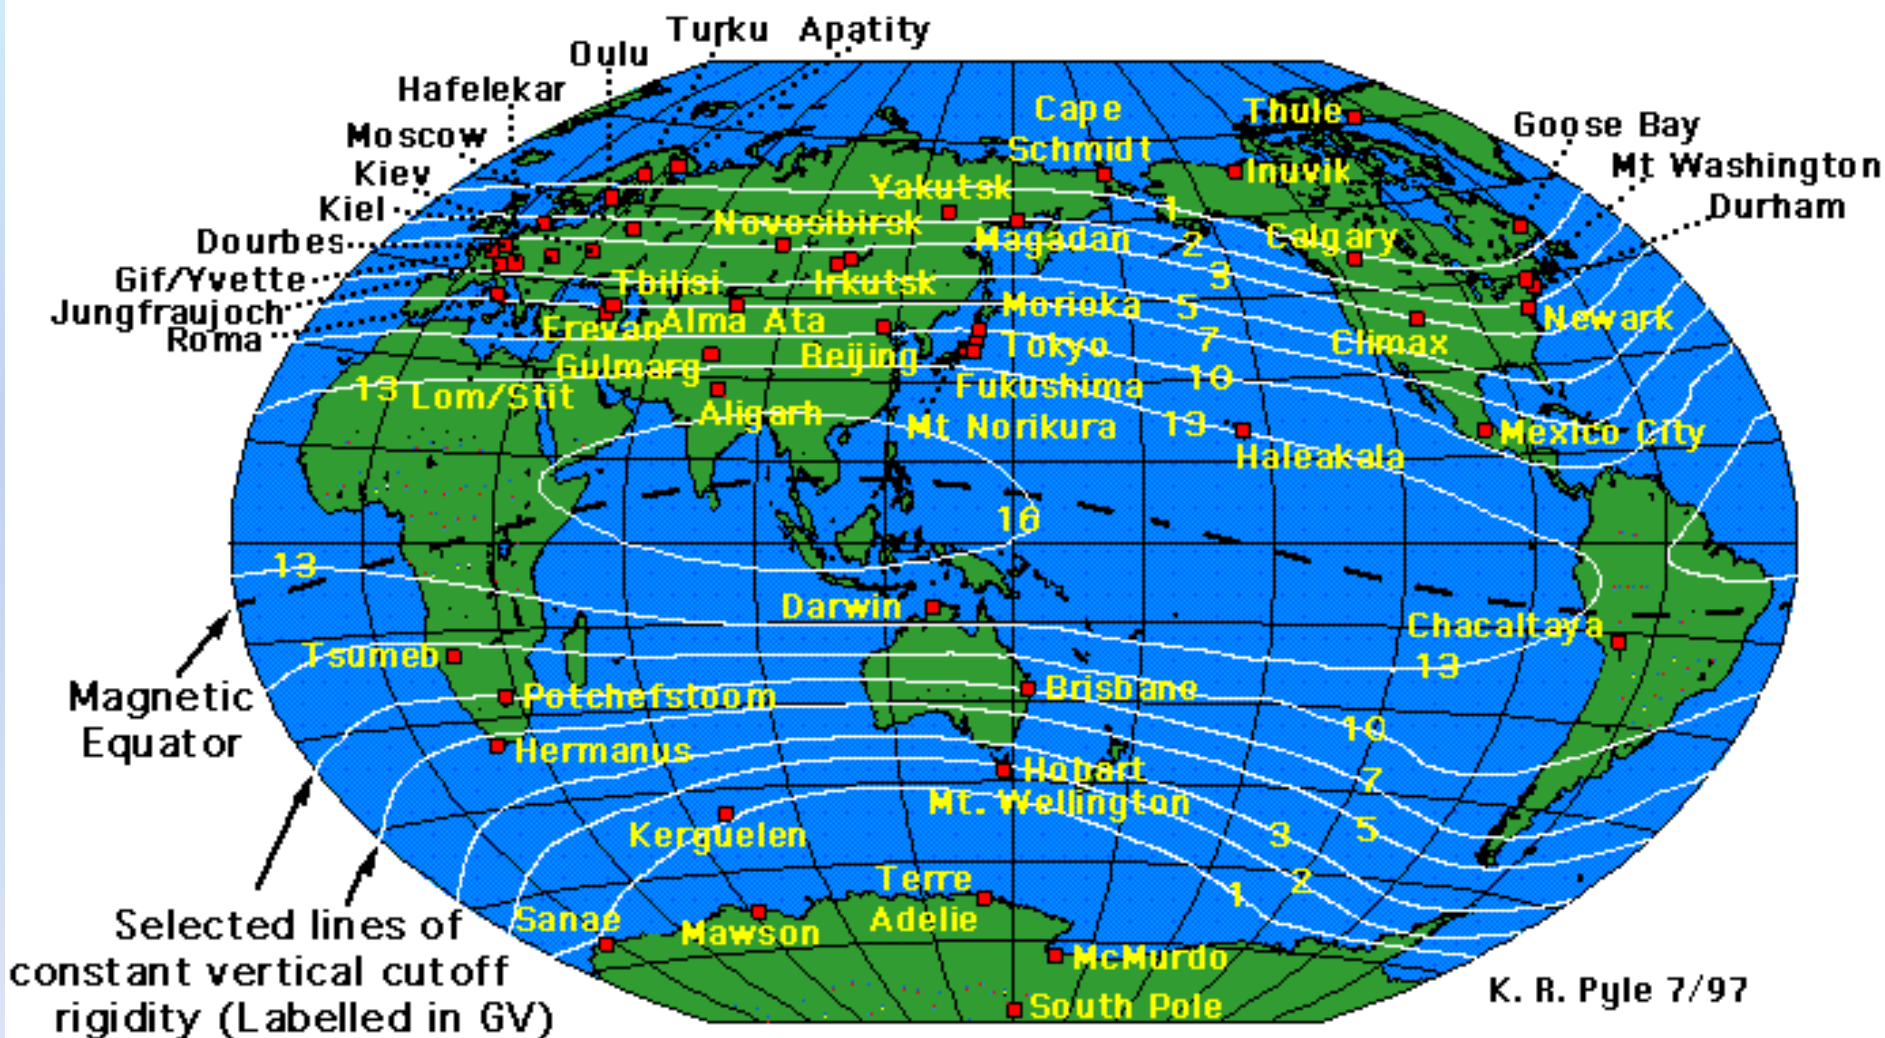 Turku Apatity
Oulu
Hafelekar
Moscow
Kiev
Kiel
Dourbes
Gif/Yvette
Jungfraujoch
Roma
Cape
Schmidt
Thule
Goose Bay
Mt Washington
Durham
Inuvik
Yakutsk
Novosibirsk
Magadan
Calgary
1
2
3
5
7
10
13
Tbilisi
Irkutsk
Morioka
Newark
Erevan
Alma Ata
Beijing
Tokyo
Climax
Gulmarg
Fukushima
13
Lom/Stit
Aligarh
Mt Norikura
Mexico City
Haleakala
16
13
Darwin
Chacaltaya
13
Tsumeb
Magnetic
Equator
Potchefstoom
Brisbane
10
Hermanus
Hobart
7
Mt. Wellington
Kerguelen
3
5
2
1
Terre
Adelie
Sanae
Mawson
McMurdo
South Pole
Selected lines of
constant vertical cutoff
rigidity (Labelled in GV)
K. R. Pyle 7/97